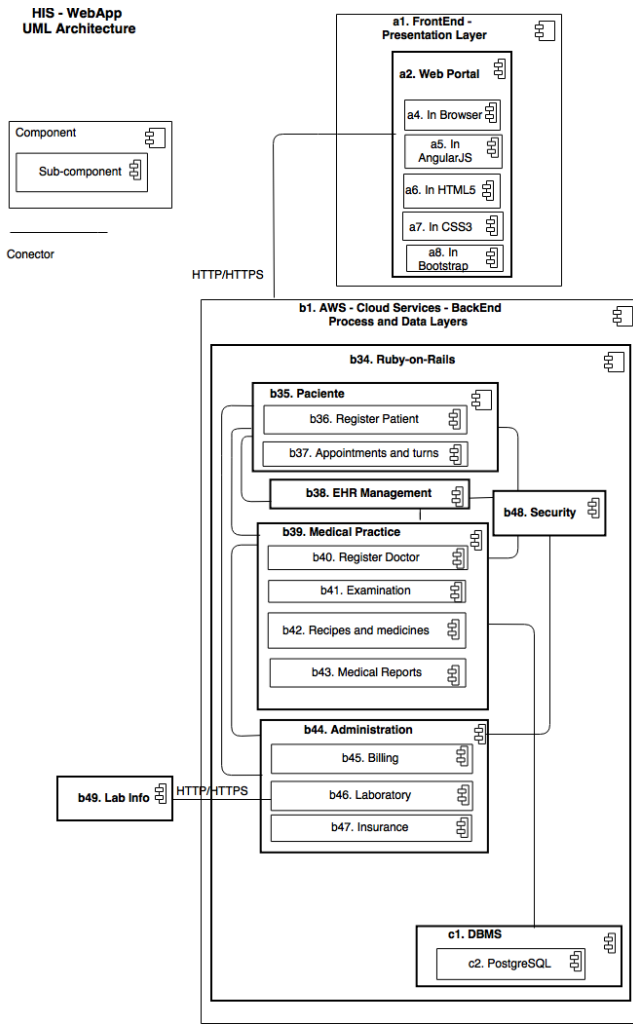 HIS - WebApp
UML Architecture
Component
Sub-component
Conector
a1. FrontEnd -
Presentation Layer
a2. Web Portal
a4. In Browser
a5. In
AngularJS
a6. In HTML5
a7. In CSS3
a8. In
Bootstrap
HTTP/HTTPS
b1. AWS - Cloud Services - BackEnd
Process and Data Layers
b34. Ruby-on-Rails
b35. Paciente
b36. Register Patient
b37. Appointments and turns
b38. EHR Management
b48. Security
b39. Medical Practice
b40. Register Doctor
b41. Examination
b42. Recipes and medicines
b43. Medical Reports
b44. Administration
b45. Billing
b49. Lab Info
HTTP/HTTPS
b46. Laboratory
b47. Insurance
c1. DBMS
c2. PostgreSQL